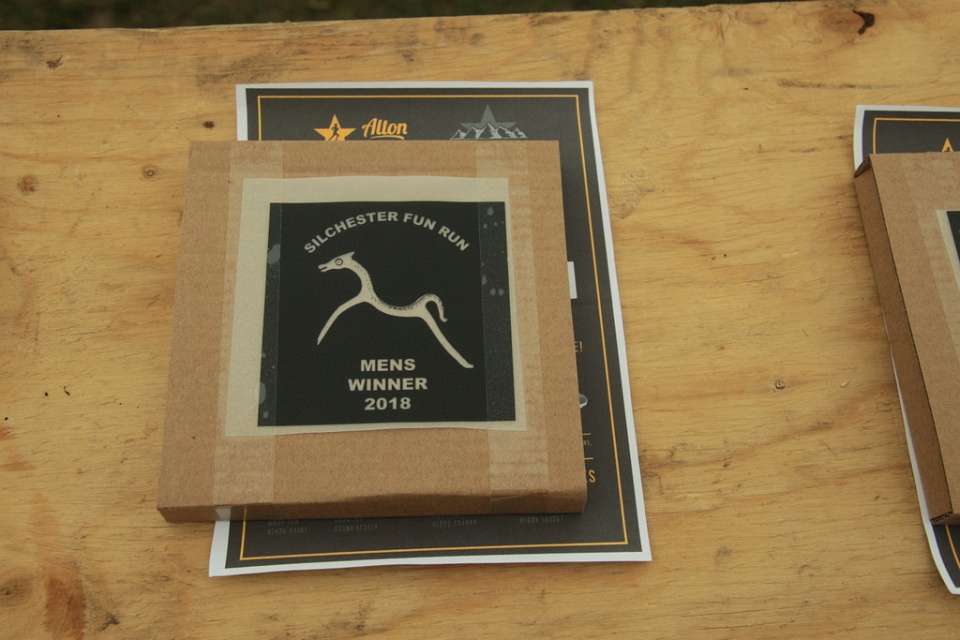 Alton
SILCHESTER FUN RUN
MENS
WINNER
2018